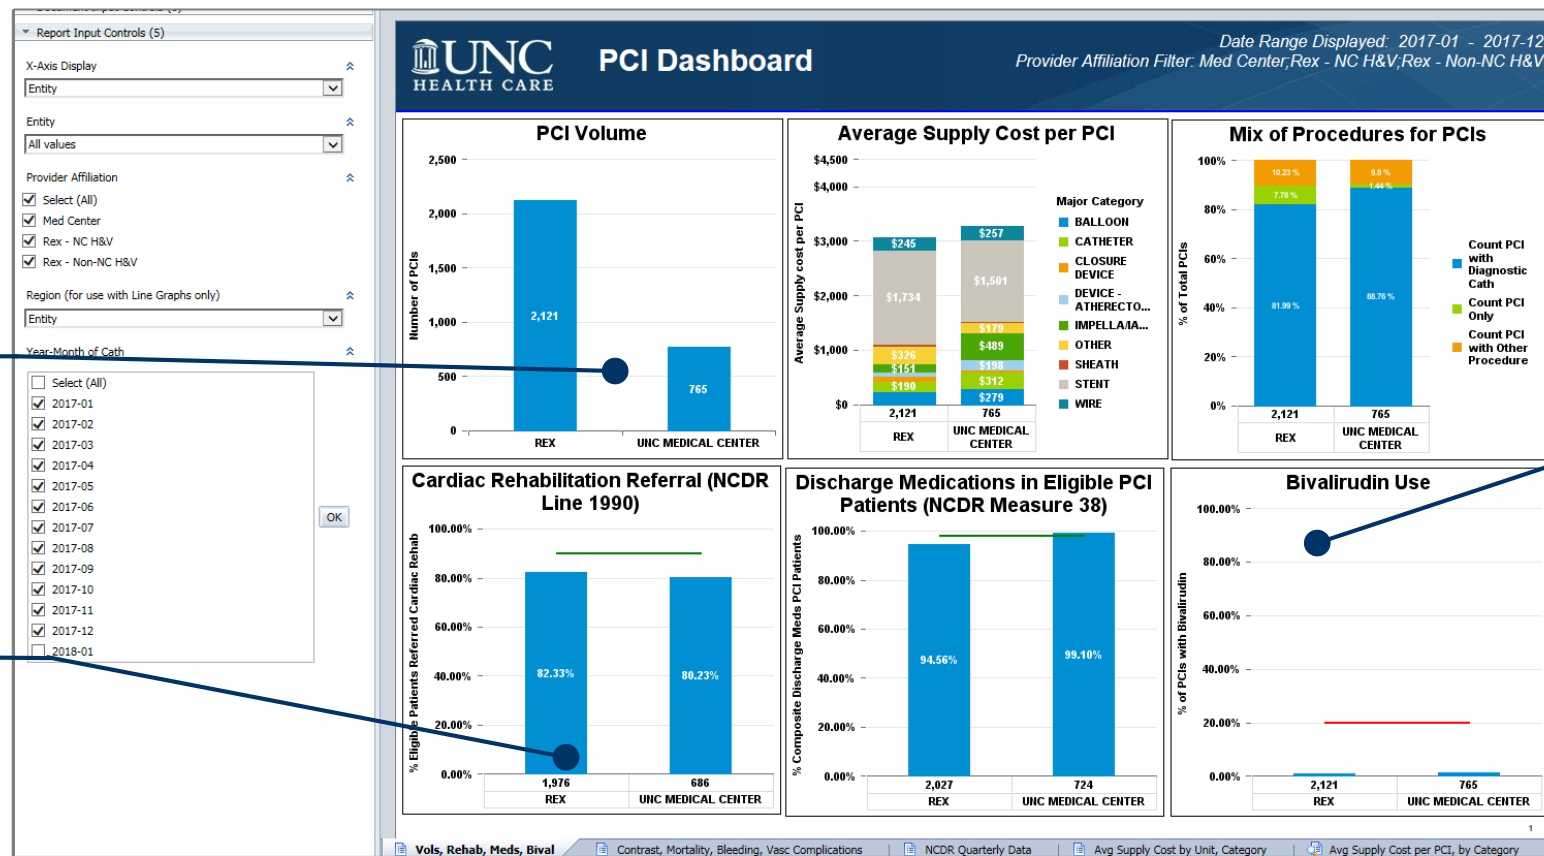 Report Input Controls (5)
X-Axis Display
Entity
Entity
All values
Provider Affiliation
Select (All)
Med Center
Rex - NC H&V
Rex - Non-NC H&V
Region (for use with Line Graphs only)
Entity
Year-Month of Cath
Select (All)
2017-01
2017-02
2017-03
2017-04
2017-05
2017-06
2017-07
2017-08
2017-09
2017-10
2017-11
2017-12
2018-01
OK
UNC
HEALTH CARE
PCI Dashboard
Date Range Displayed: 2017-01 - 2017-12
Provider Affiliation Filter: Med Center;Rex - NC H&V;Rex - Non-NC H&V
PCI Volume
Number of PCIs
2,500
2,000
1,500
1,000
500
0
2,121
765
REX
UNC MEDICAL CENTER
Average Supply Cost per PCI
Average Supply cost per PCI
$4,500
$4,000
$3,000
$2,000
$1,000
$0
$245
$1,734
$326
$151
$190
$257
$1,501
$179
$489
$198
$312
$279
2,121
765
REX
UNC MEDICAL
CENTER
Major Category
BALLOON
CATHETER
CLOSURE
DEVICE
DEVICE -
ATHERECTO...
IMPELLA/IA...
OTHER
SHEATH
STENT
WIRE
Mix of Procedures for PCIs
% of Total PCIs
100%
80%
60%
40%
20%
0%
10.23 %
7.78 %
81.99 %
9.8 %
1.44 %
88.76 %
2,121
765
REX
UNC MEDICAL
CENTER
Count PCI
with
Diagnostic
Cath
Count PCI
Only
Count PCI
with Other
Procedure
Cardiac Rehabilitation Referral (NCDR
Line 1990)
% Eligible Patients Referred Cardiac Rehab
100.00%
80.00%
60.00%
40.00%
20.00%
0.00%
82.33%
80.23%
1,976
686
REX
UNC MEDICAL CENTER
Discharge Medications in Eligible PCI
Patients (NCDR Measure 38)
% Composite Discharge Meds PCI Patients
100.00%
80.00%
60.00%
40.00%
20.00%
0.00%
94.56%
99.10%
2,027
724
REX
UNC MEDICAL CENTER
Bivalirudin Use
% of PCIs with Bivalirudin
100.00%
80.00%
60.00%
40.00%
20.00%
0.00%
2,121
765
REX
UNC MEDICAL CENTER
1
Vols, Rehab, Meds, Bival
Contrast, Mortality, Bleeding, Vasc Complications
NCDR Quarterly Data
Avg Supply Cost by Unit, Category
Avg Supply Cost per PCI, by Category